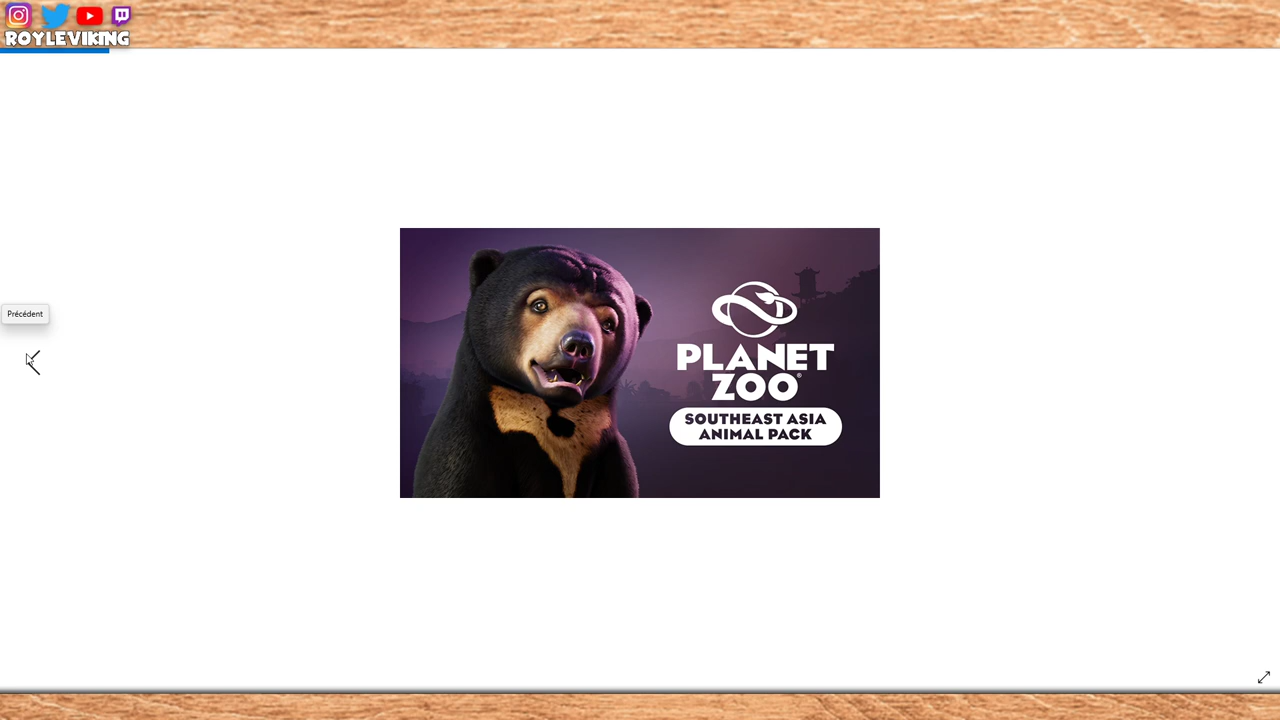 ROYLEVIKING
Précédent
PLANET
ZOO®
SOUTHEAST ASIA
ANIMAL PACK